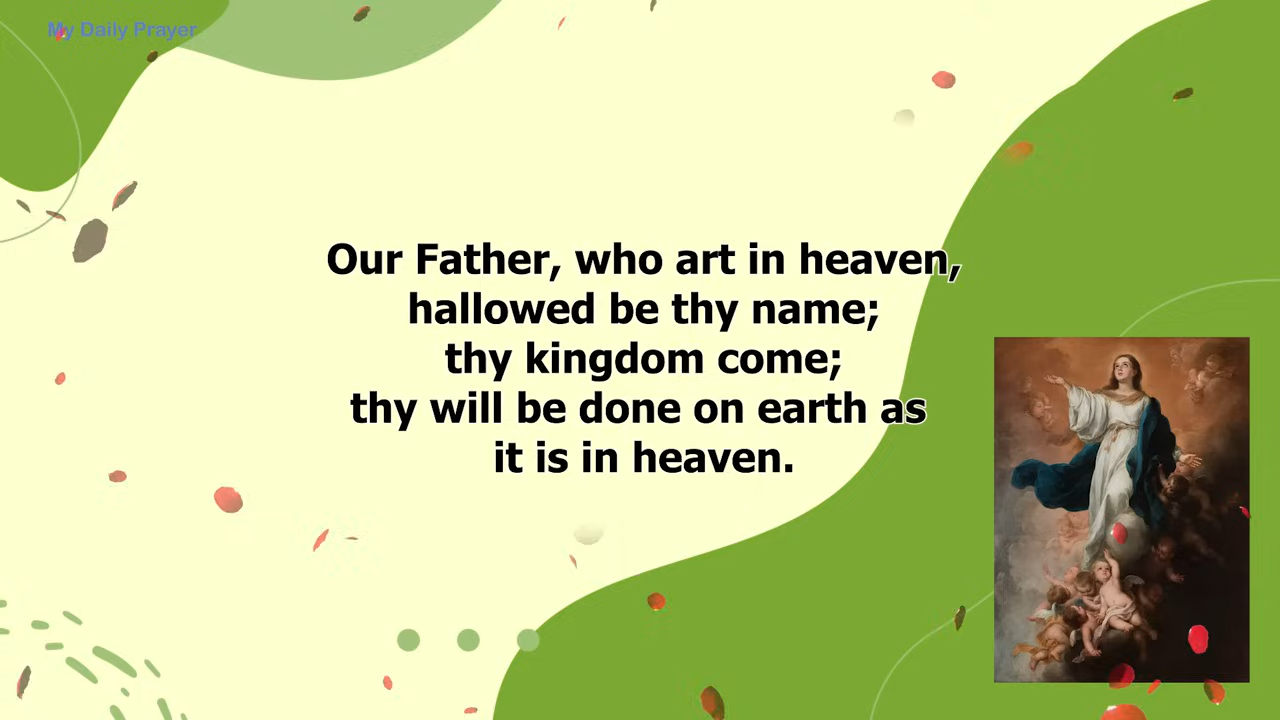 My Daily Prayer
Our Father, who art in heaven,
hallowed be thy name;
thy kingdom come;
thy will be done on earth as
it is in heaven.